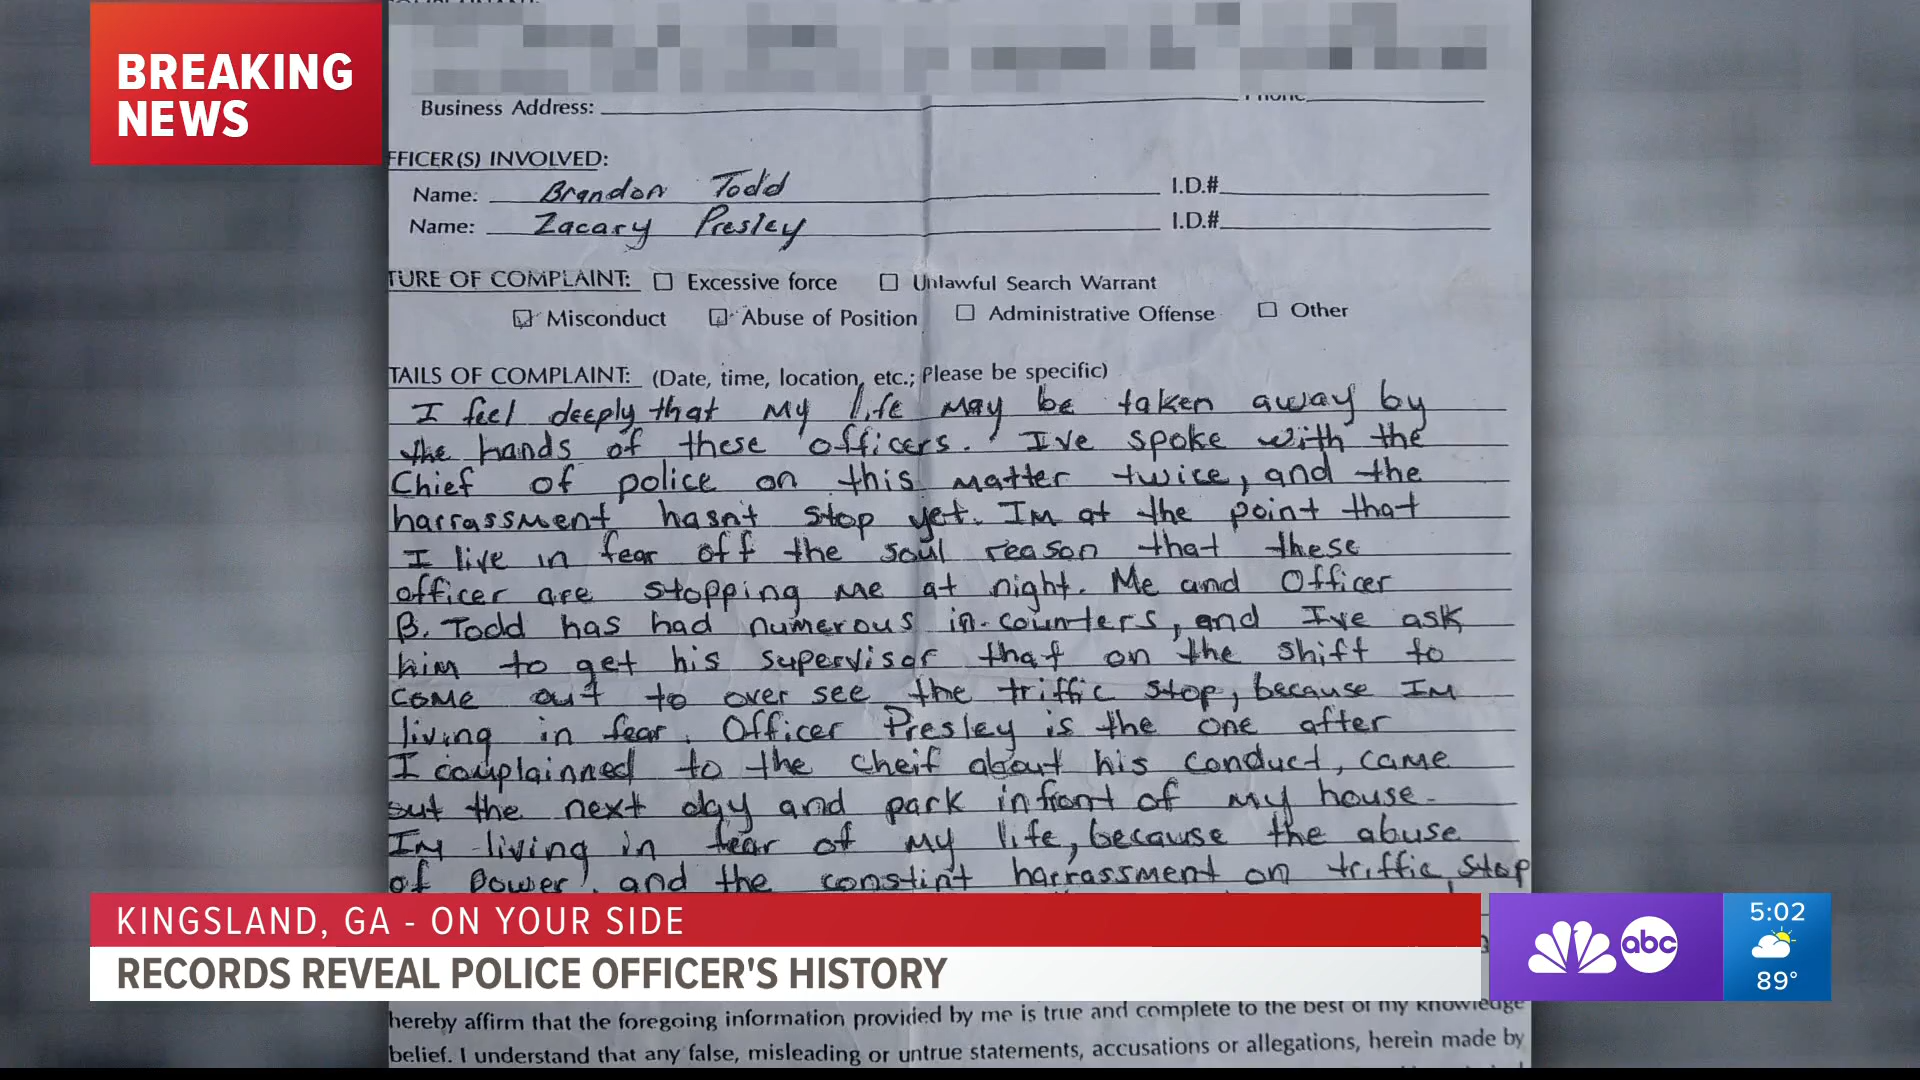 BREAKING
NEWS
Business Address:
Phone
FFICER(S) INVOLVED:
Name: Brandon Todd I.D.#
Name: Zacary Presley I.D.#
TURE OF COMPLAINT: Excessive force Unlawful Search Warrant
Misconduct Abuse of Position Administrative Offense Other
TAILS OF COMPLAINT: (Date, time, location, etc.; Please be specific)
I feel deeply that my life may be taken away by
the hands of these officers. I've spoke with the
Chief of police on this matter twice, and the
harrassment hasn't stop yet. Im at the point that
I live in fear off the soul reason that these
officer are stopping me at night. Me and Officer
B. Todd has had numerous in-counters, and I've ask
him to get his supervisor that on the shift to
come out to over see the triffic stop, because Im
living in fear. Officer Presley is the one after
I complainned to the cheif about his conduct, came
out the next day and park infront of my house.
Im living in fear of my life, because the abuse
of power, and the constin't harrassment on triffic stop
KINGSLAND, GA - ON YOUR SIDE
RECORDS REVEAL POLICE OFFICER'S HISTORY
abc
5:02
89°
hereby affirm that the foregoing information provided by me is true and complete to the best of my knowledge
belief. I understand that any false, misleading or untrue statements, accusations or allegations, herein made by